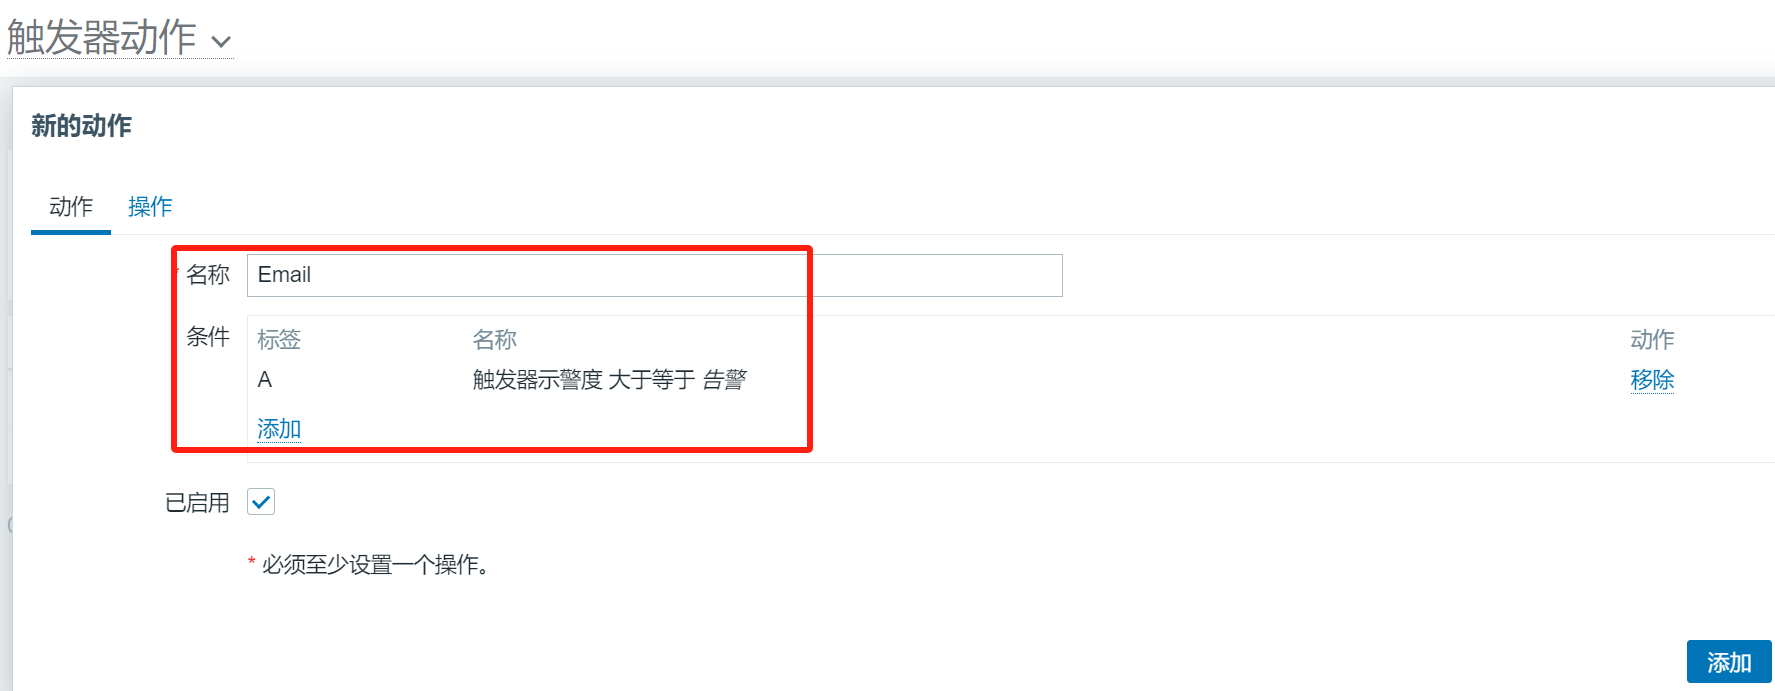 触发器动作
新的动作
动作 操作
* 名称 Email
条件 标签 名称 动作
A 触发器示警度 大于等于 告警 移除
添加
已启用
* 必须至少设置一个操作。
添加